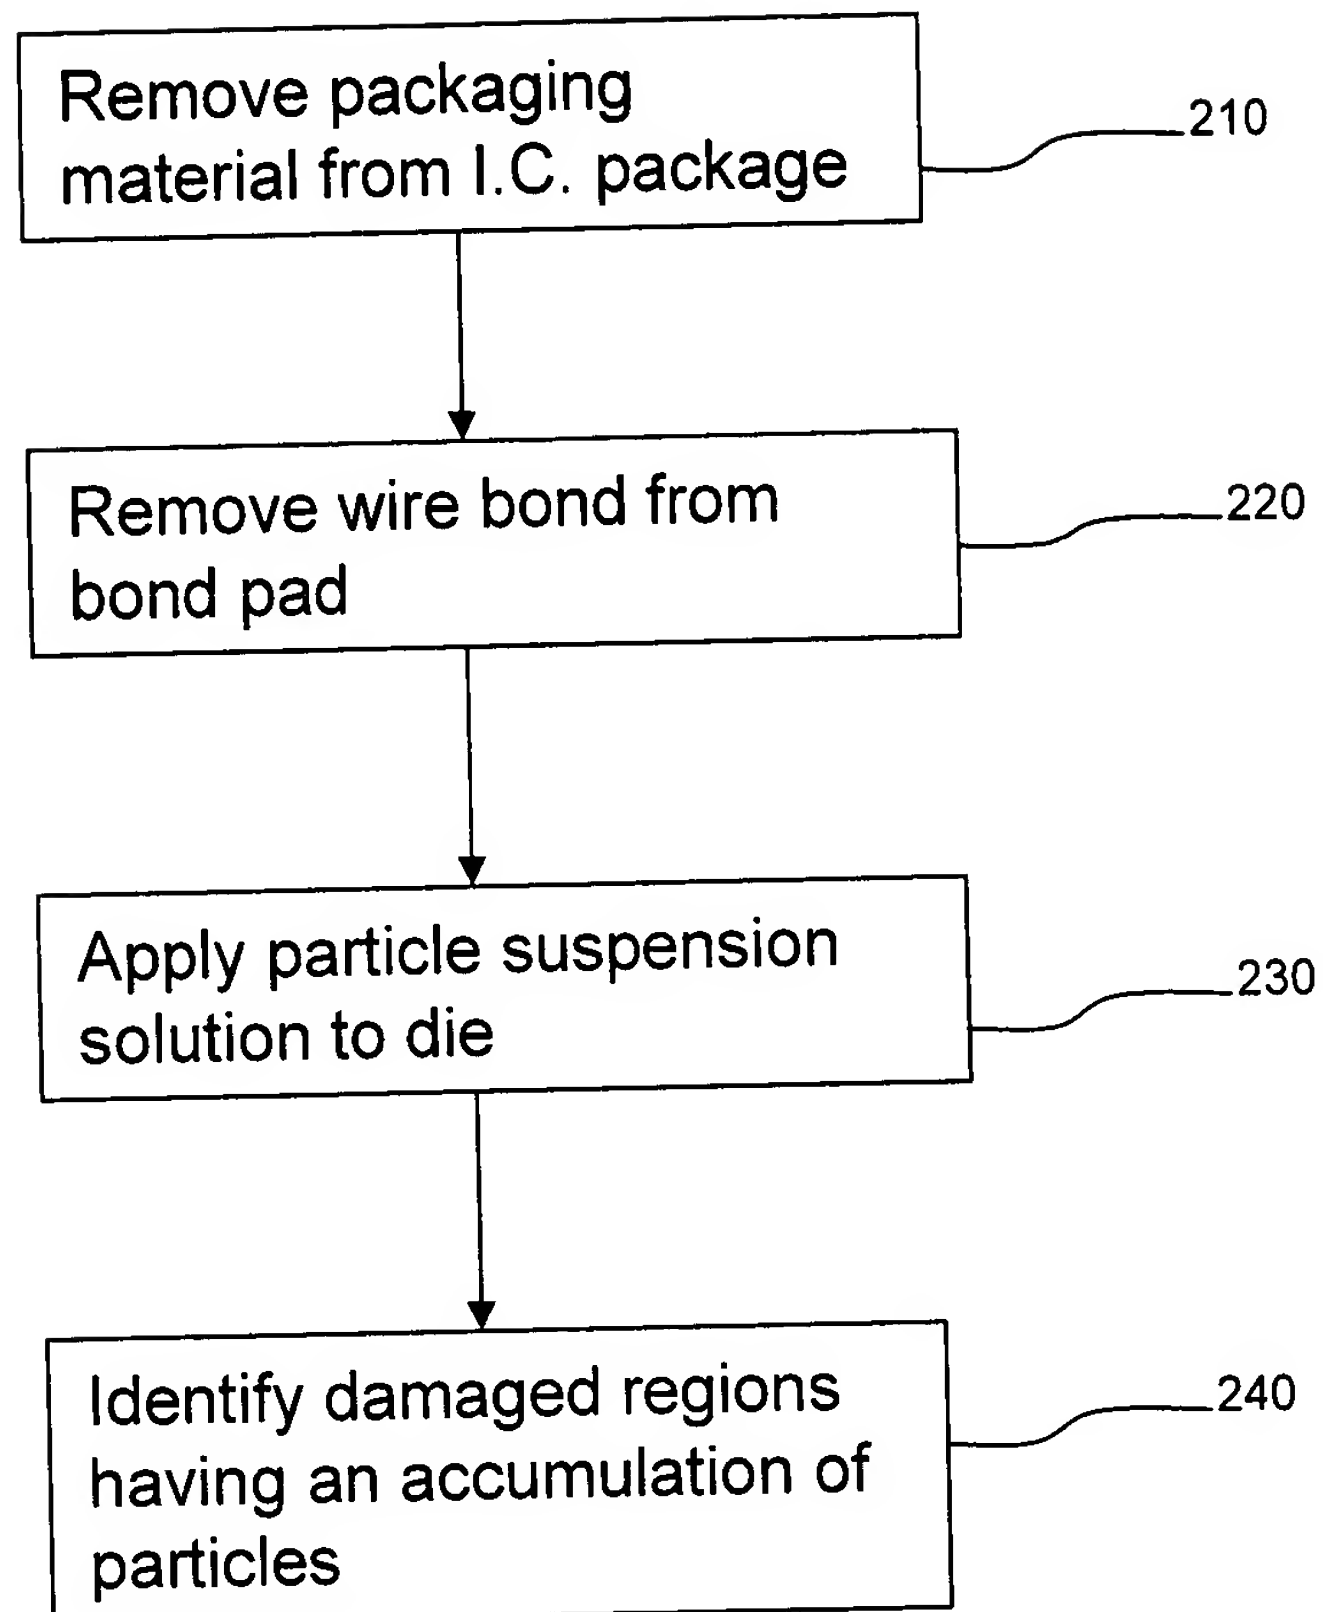 Remove packaging
material from I.C. package
210
Remove wire bond from
bond pad
220
Apply particle suspension
solution to die
230
Identify damaged regions
having an accumulation of
particles
240